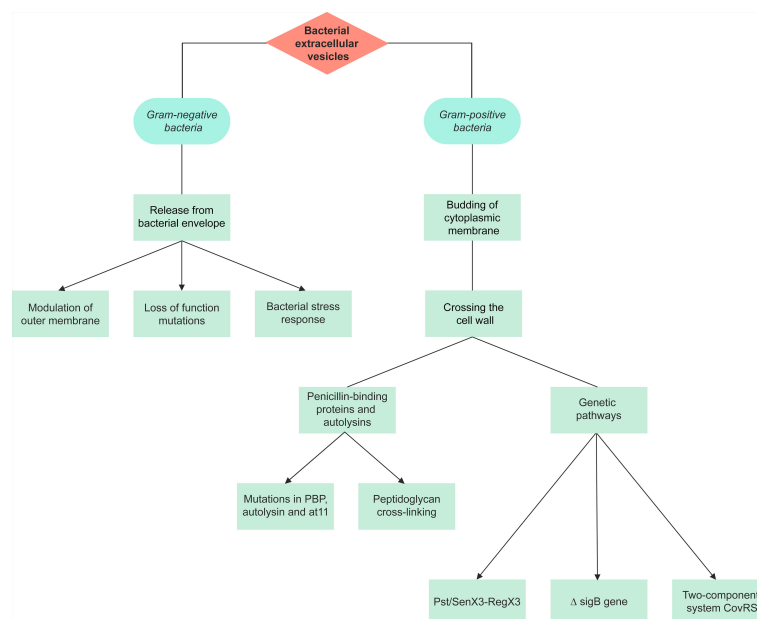 Bacterial
extracellular
vesicles
Gram-negative
bacteria
Gram-positive
bacteria
Release from
bacterial envelope
Budding of
cytoplasmic
membrane
Modulation of
outer membrane
Loss of function
mutations
Bacterial stress
response
Crossing the
cell wall
Penicillin-binding
proteins and
autolysins
Genetic
pathways
Mutations in PBP,
autolysin and at11
Peptidoglycan
cross-linking
Pst/SenX3-RegX3
Δ sigB gene
Two-component
system CovRS